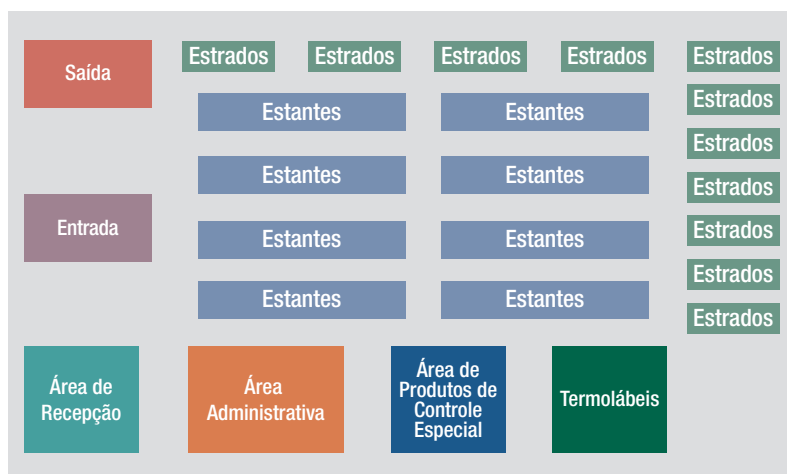 Saída
Estrados
Estrados
Estrados
Estrados
Estrados
Estantes
Estantes
Estrados
Estrados
Estantes
Estantes
Estrados
Entrada
Estantes
Estantes
Estrados
Estrados
Estantes
Estantes
Estrados
Área de
Recepção
Área
Administrativa
Área de
Produtos de
Controle
Especial
Termolábeis